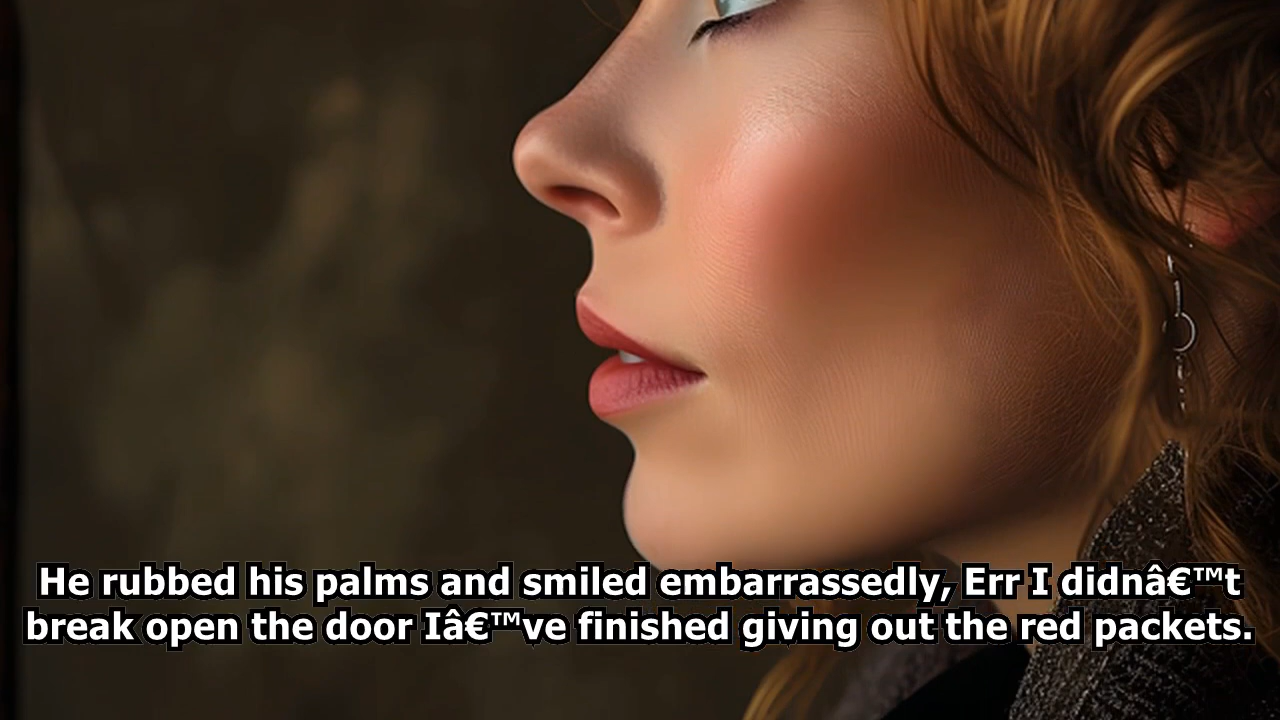 He rubbed his palms and smiled embarrassedly, Err I didnâ€™t
break open the door Iâ€™ve finished giving out the red packets.